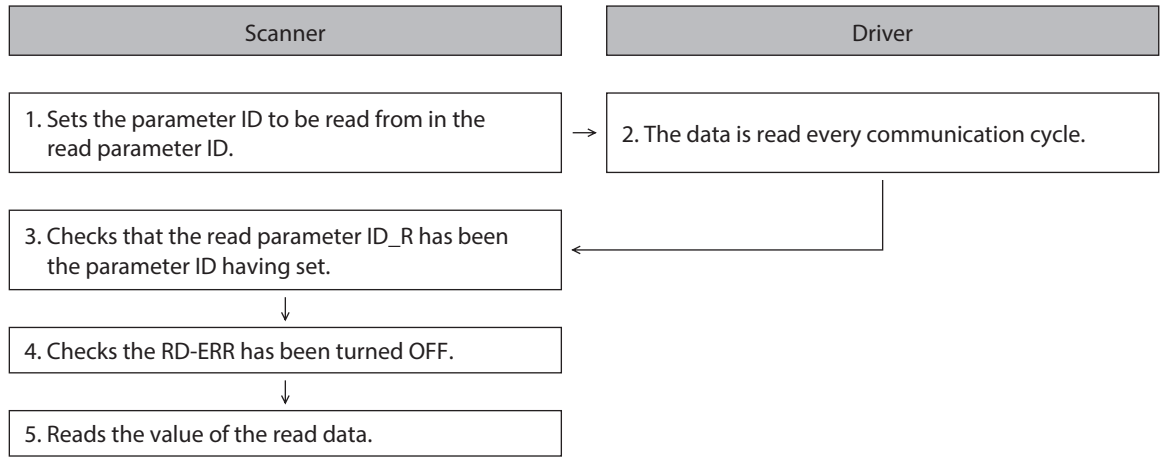 Scanner
Driver
1. Sets the parameter ID to be read from in the
read parameter ID.
2. The data is read every communication cycle.
3. Checks that the read parameter ID_R has been
the parameter ID having set.
4. Checks the RD-ERR has been turned OFF.
5. Reads the value of the read data.